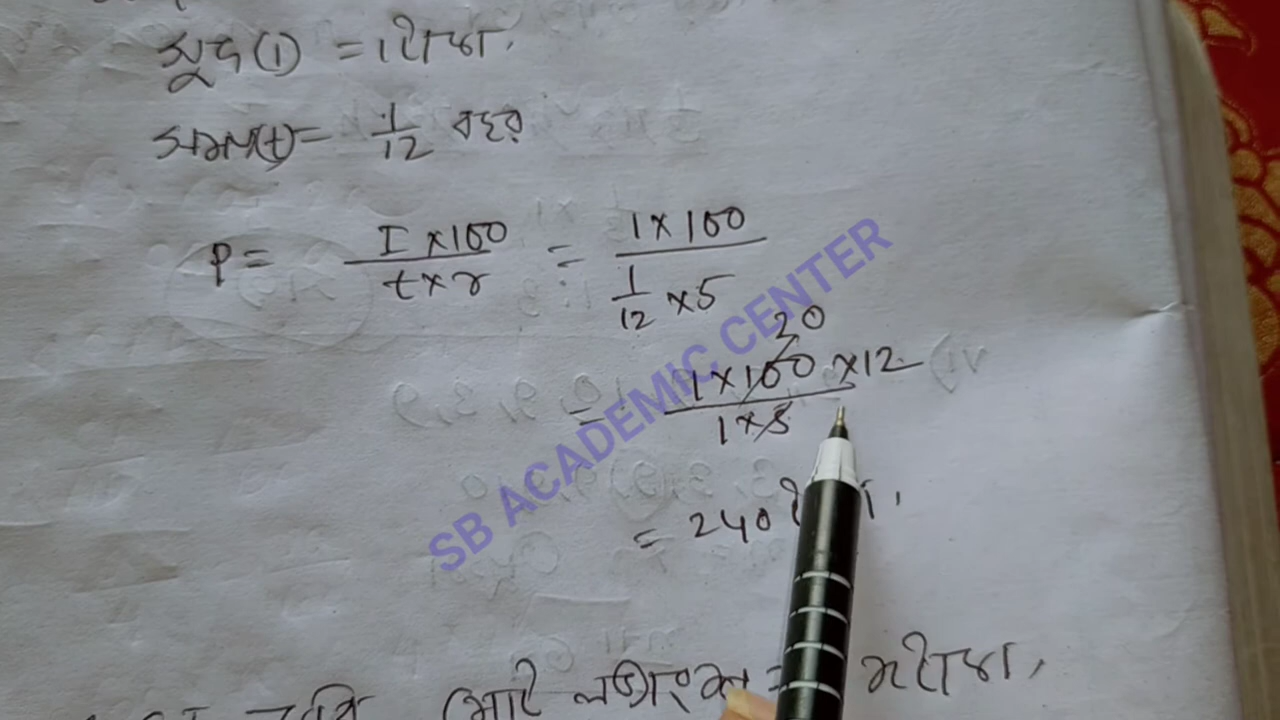 সুদ (I) = 1 টাকা.
সময়(t) = 1/12 বছর
P = I × 100 / t × r = 1 × 100 / 1/12 × 5
20
= 1 × 100 × 12 / 1 × 5
= 240
SB ACADEMIC CENTER